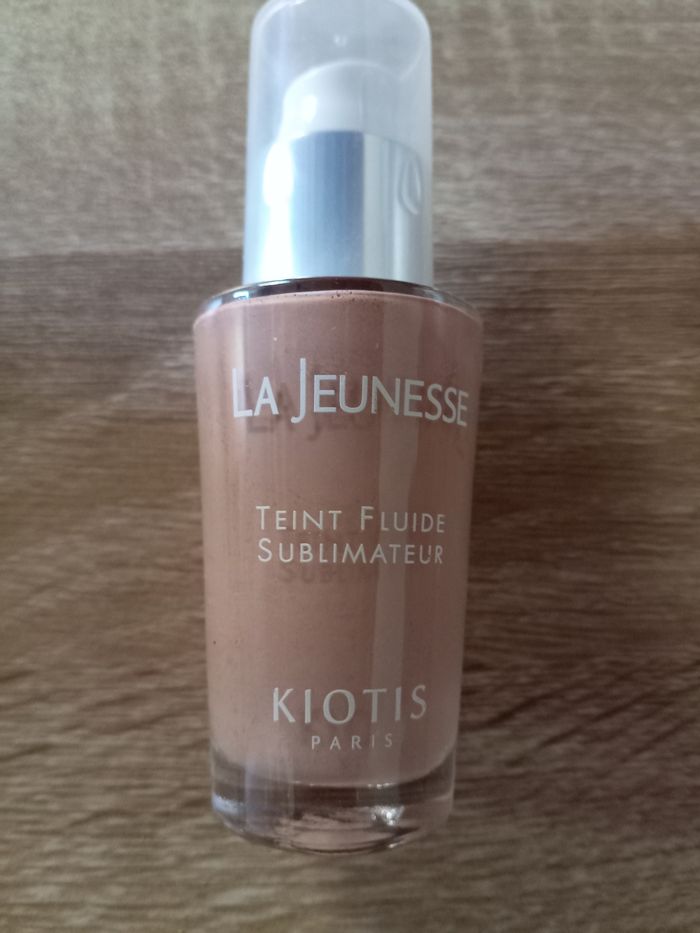 LA JEUNESSE
TEINT FLUIDE
SUBLIMATEUR
KIOTIS
PARIS